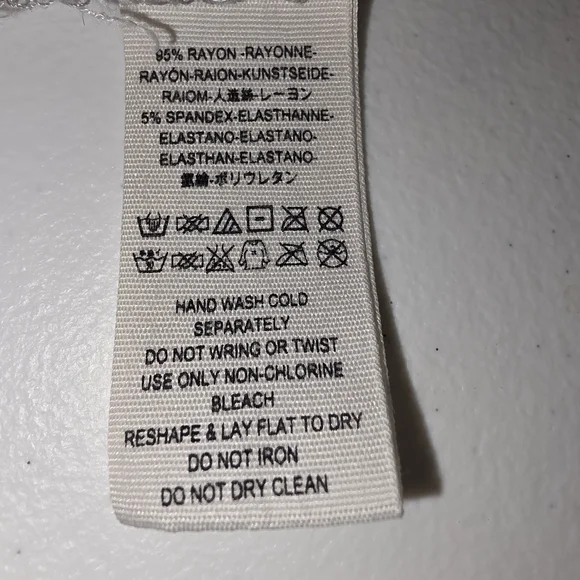 95% RAYON -RAYONNE-
RAYON-RAION-KUNSTSEIDE-
RAIOM-人造絲-レーヨン
5% SPANDEX-ELASTHANNE-
ELASTANO-ELASTANO-
ELASTHAN-ELASTANO-
-ポリウレタン
HAND WASH COLD
SEPARATELY
DO NOT WRING OR TWIST
USE ONLY NON-CHLORINE
BLEACH
RESHAPE & LAY FLAT TO DRY
DO NOT IRON
DO NOT DRY CLEAN